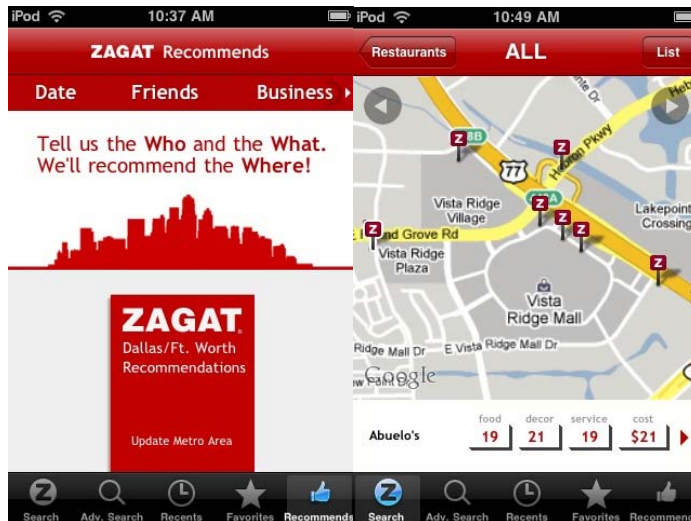 iPod
10:37 AM
ZAGAT Recommends
Date Friends Business
Tell us the Who and the What.
We'll recommend the Where!
ZAGAT
Dallas/Ft. Worth
Recommendations
Update Metro Area
Z
Search Adv. Search Recents Favorites Recommends
iPod
10:49 AM
Restaurants ALL List
Z
77
Hebron Pkwy
Vista Ridge
Village
Lakepoint
Crossing
Grove Rd
Vista Ridge
Plaza
Vista
Ridge Mall
Ridge Mall Dr
E Vista Ridge Mall Dr
Google
food decor service cost
Abuelo's 19 21 19 $21
Z
Search Adv. Search Recents Favorites Recommend